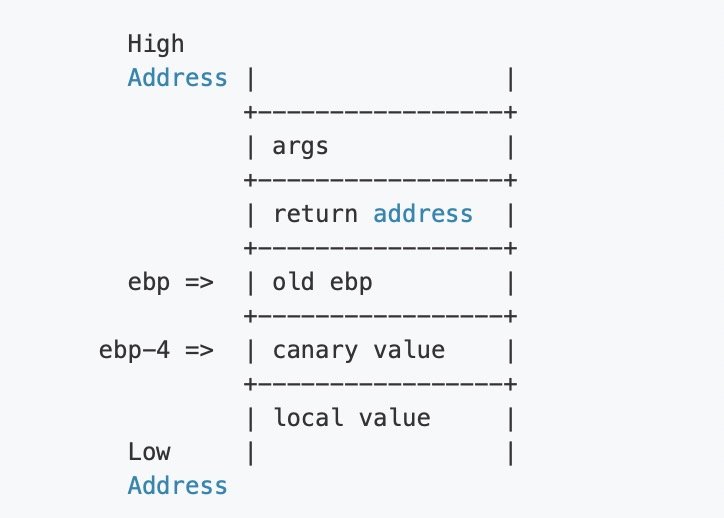 High
Address |                  |
        +------------------+
        | args             |
        +------------------+
        | return address   |
        +------------------+
ebp =>  | old ebp          |
        +------------------+
ebp-4 => | canary value    |
        +------------------+
        | local value      |
Low     |                  |
Address